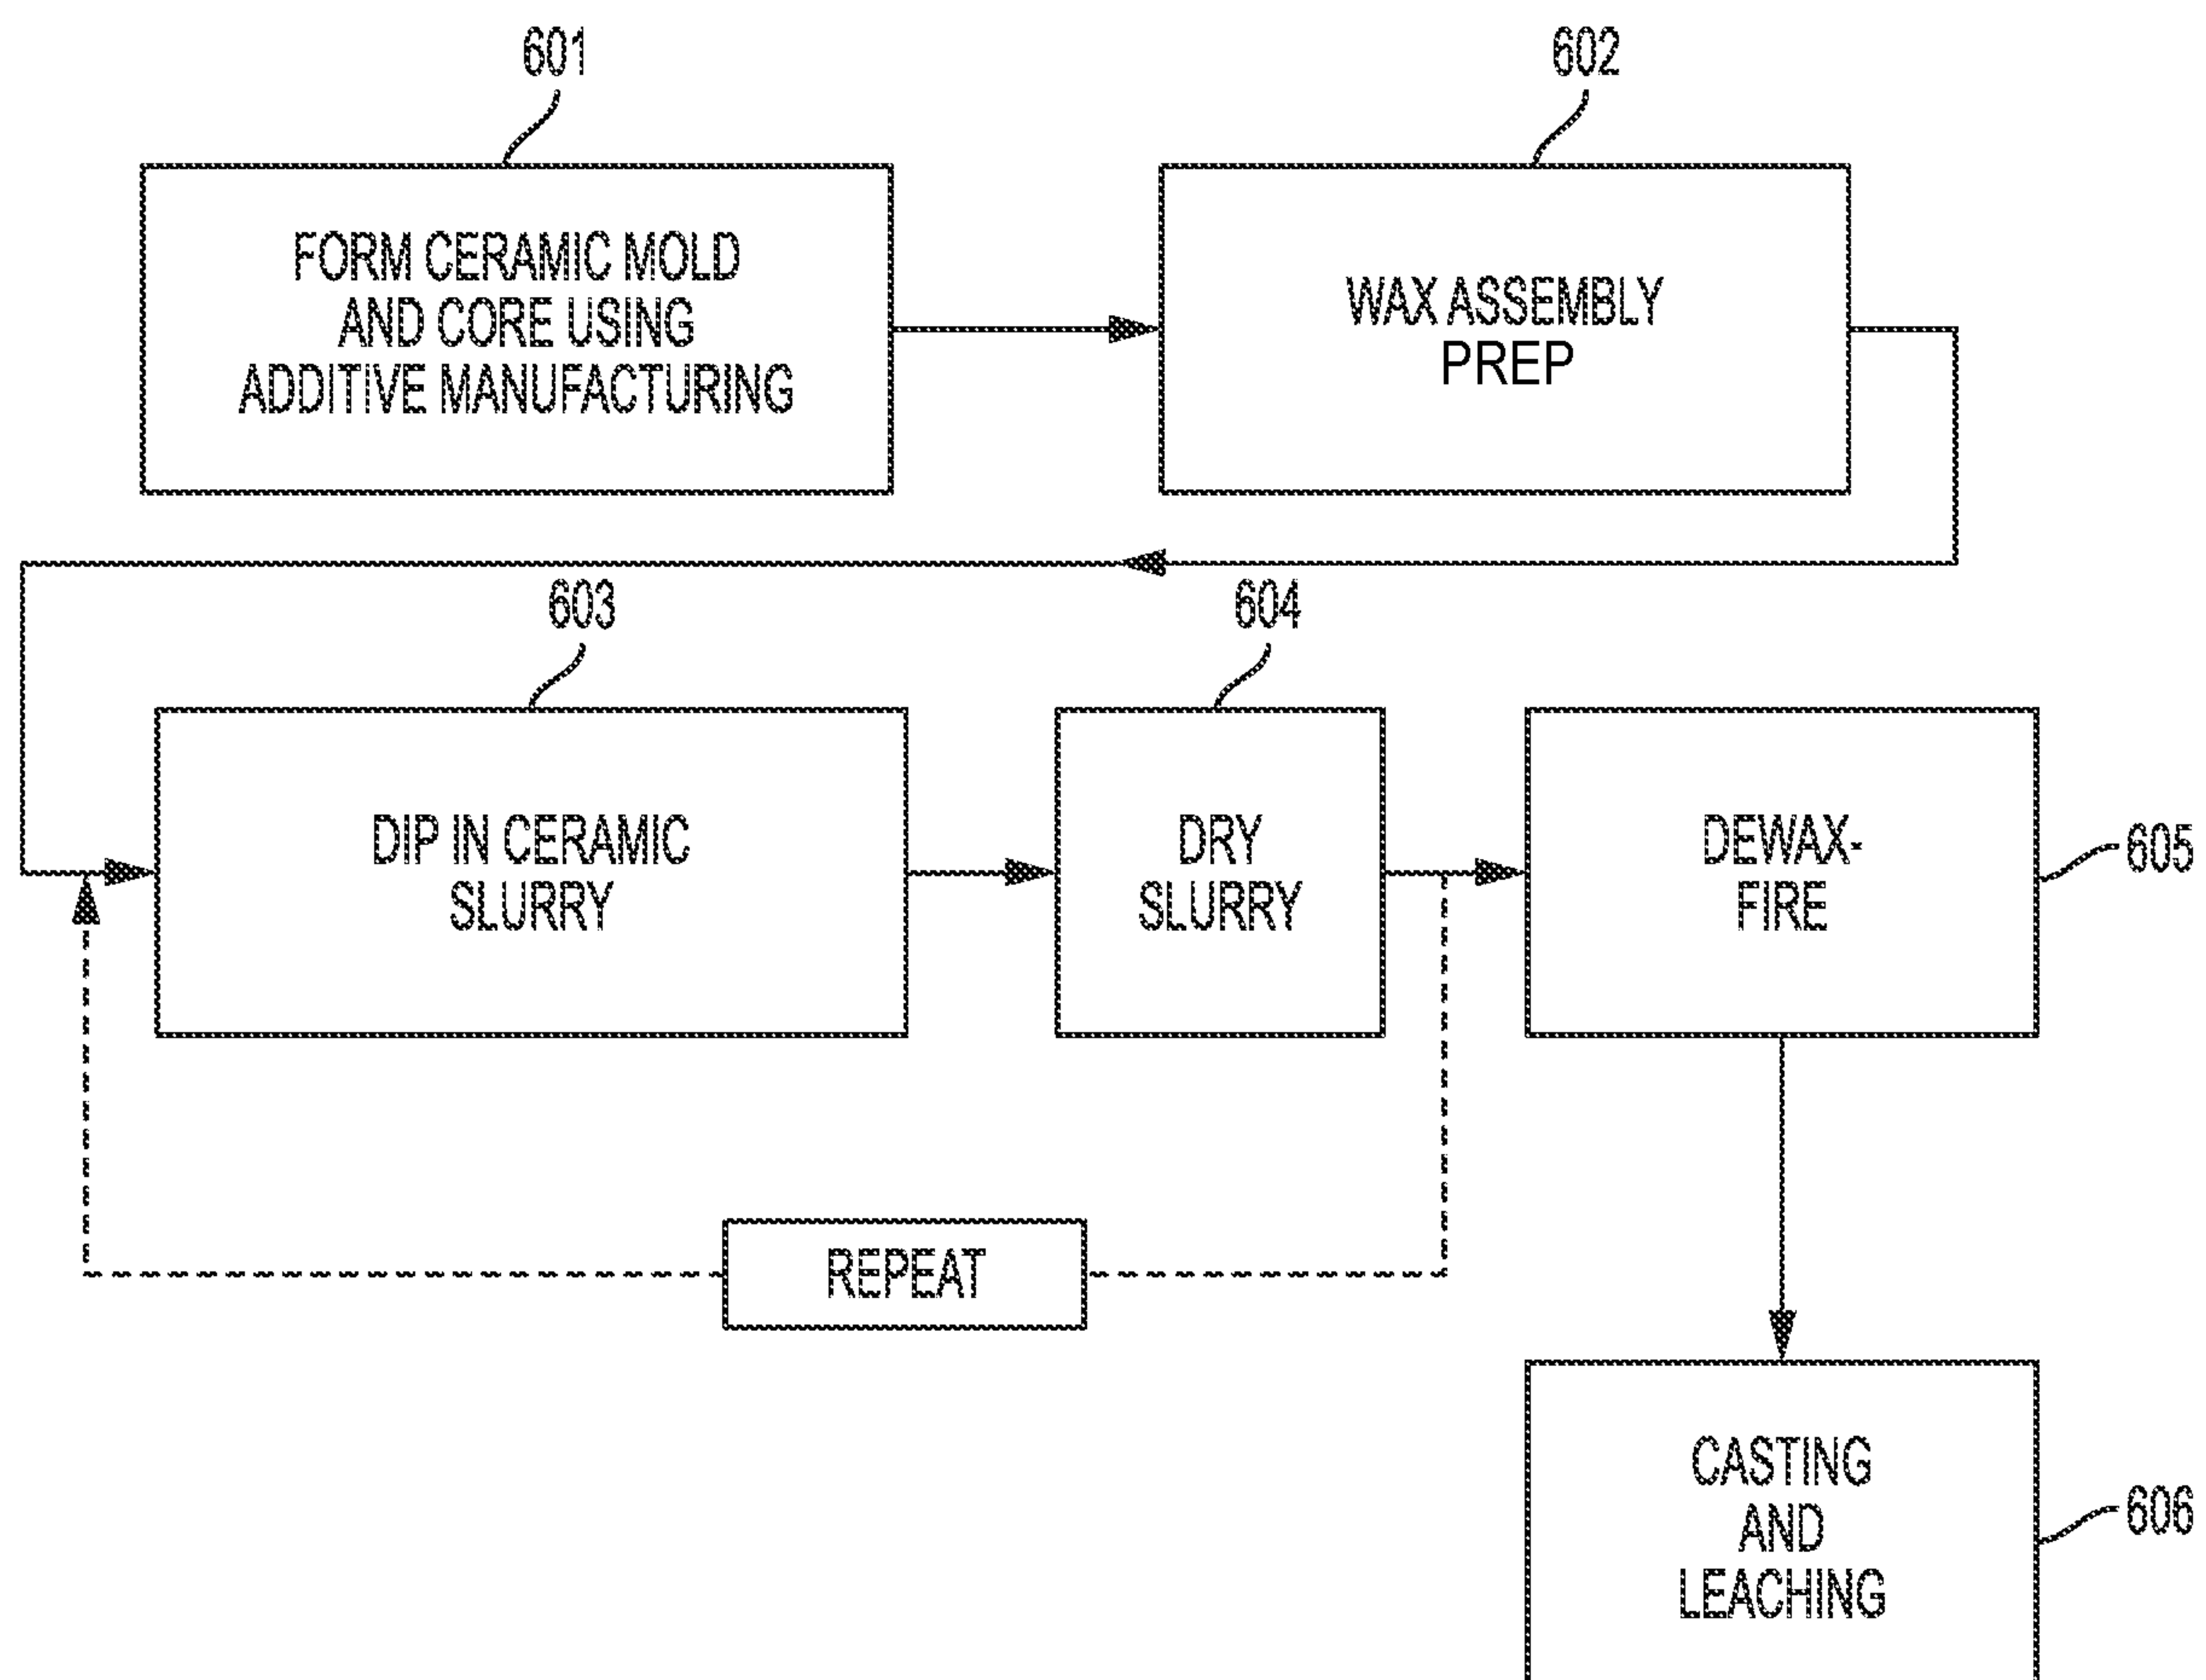 601
FORM CERAMIC MOLD
AND CORE USING
ADDITIVE MANUFACTURING
602
WAX ASSEMBLY
PREP
603
DIP IN CERAMIC
SLURRY
604
DRY
SLURRY
DEWAX-
FIRE
605
REPEAT
CASTING
AND
LEACHING
606